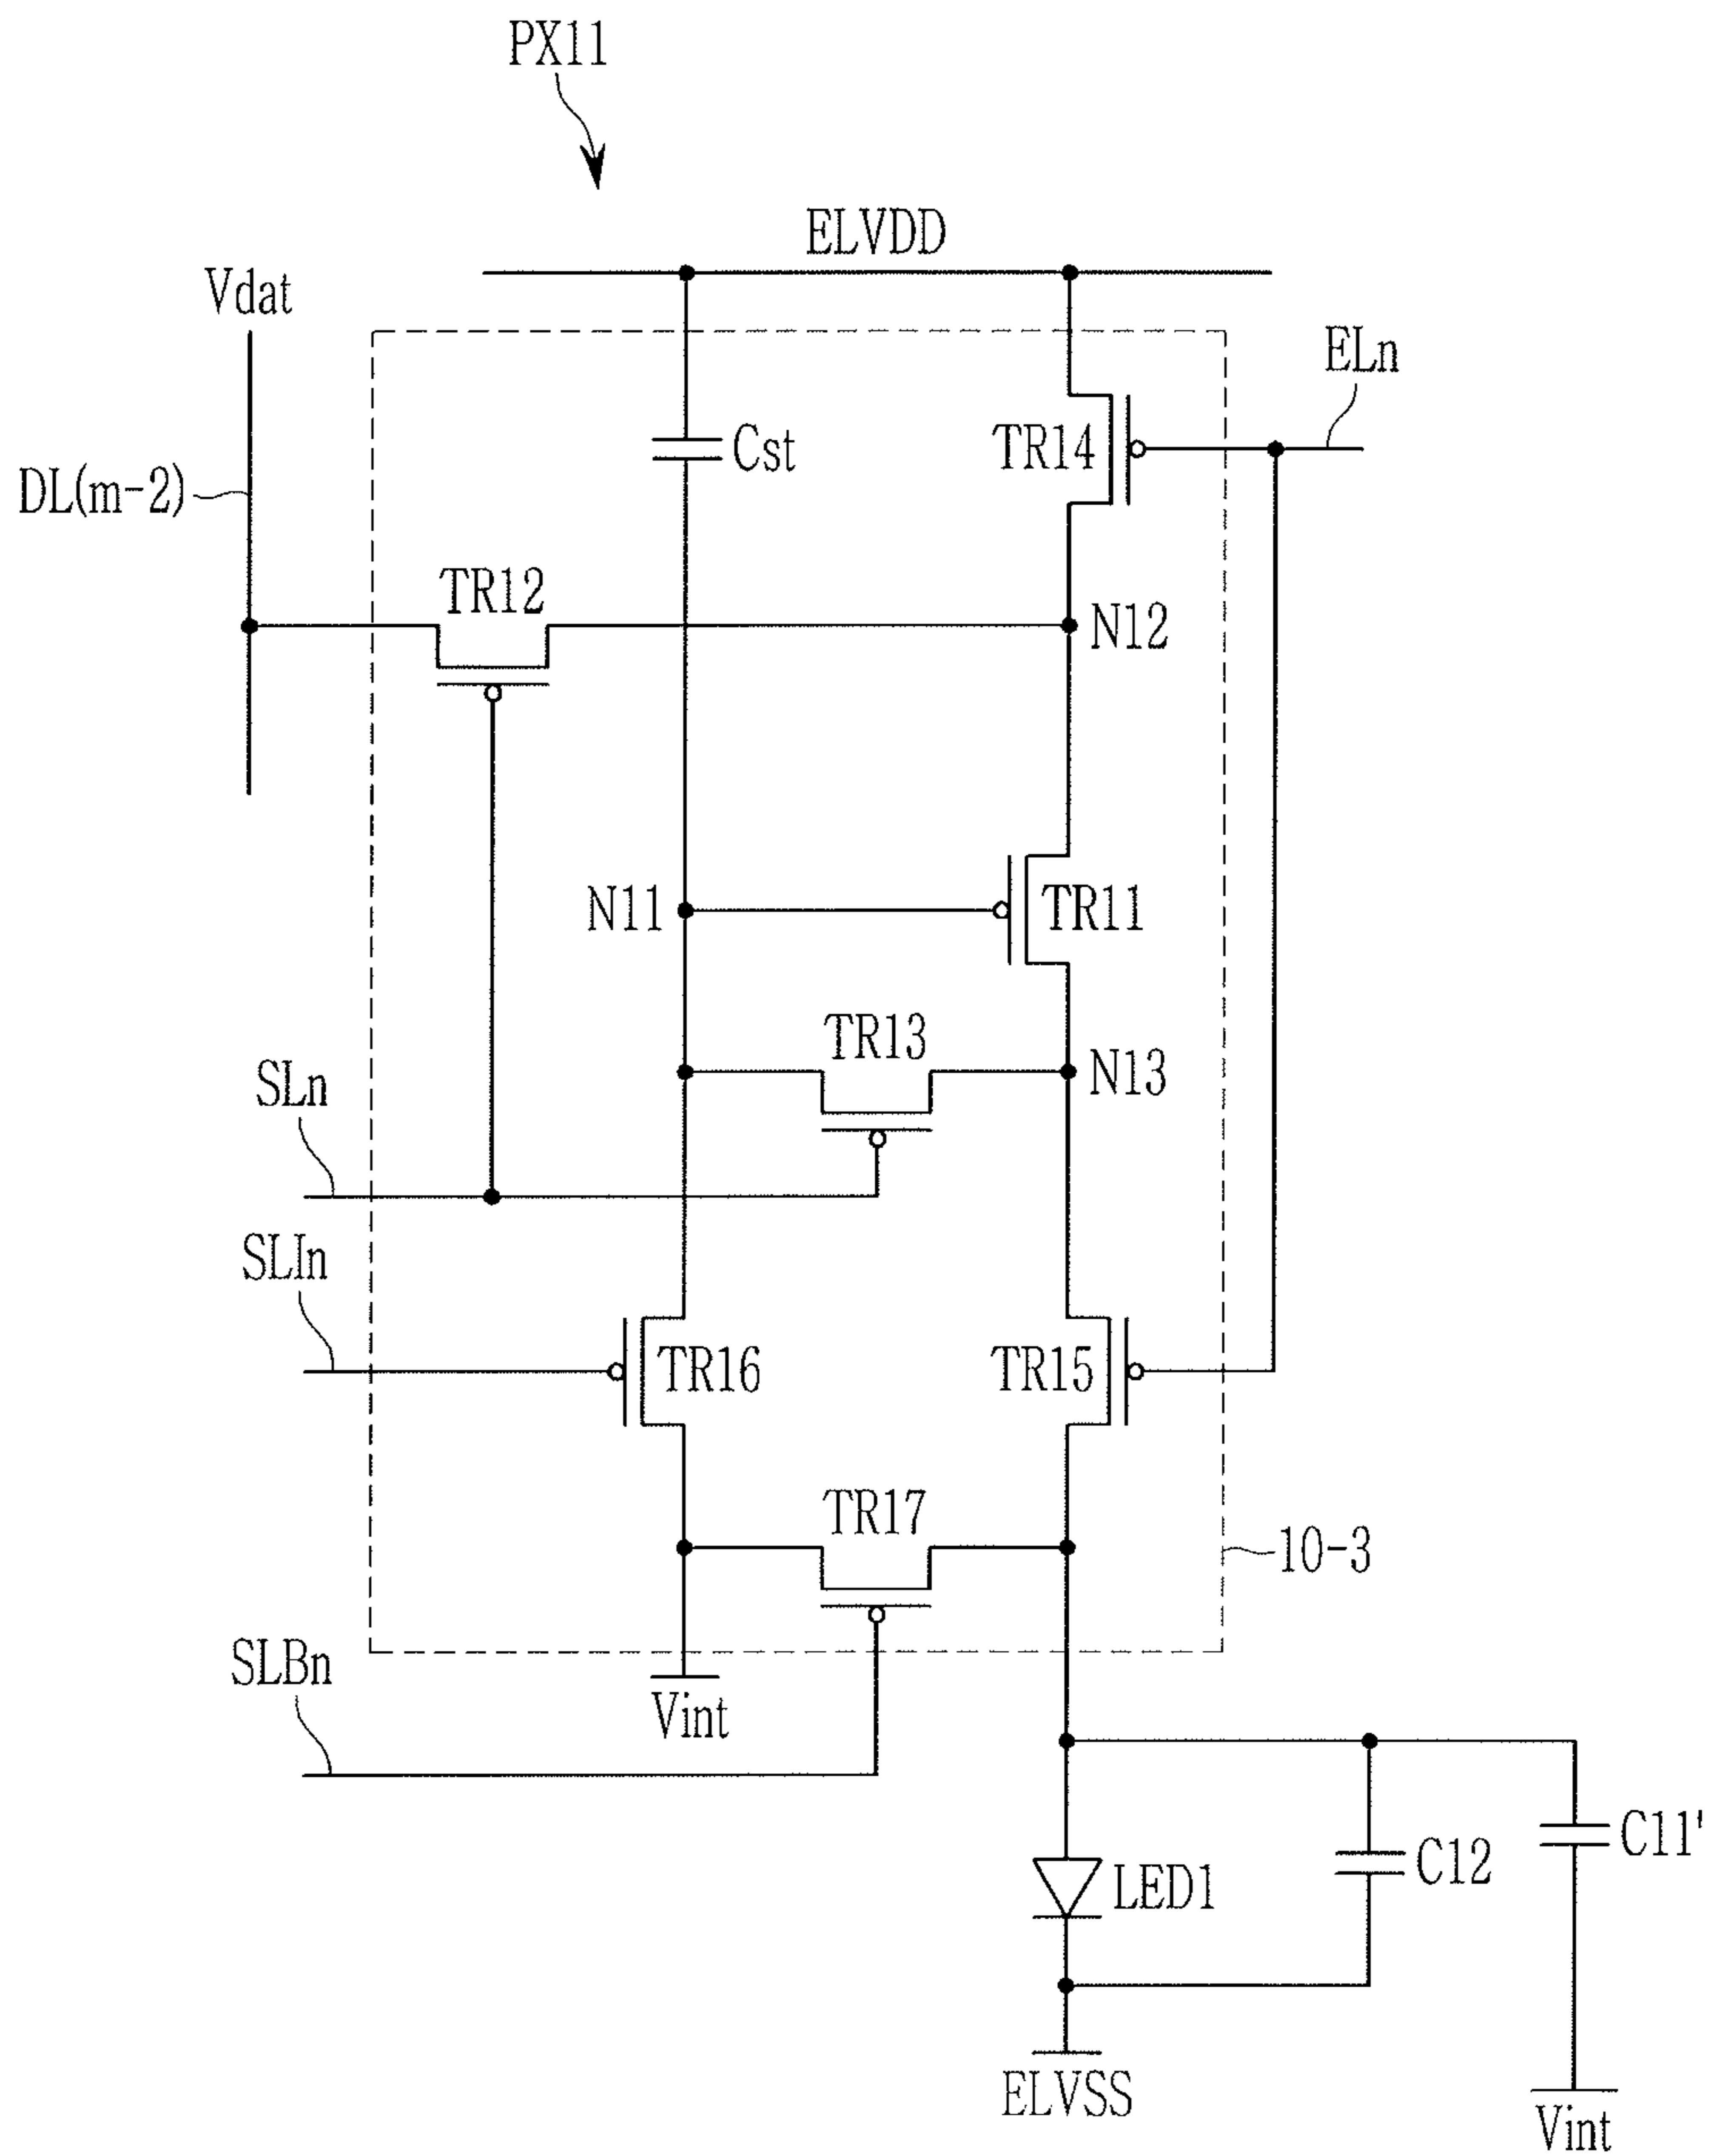 PX11
ELVDD
Vdat
ELn
Cst
TR14
DL(m-2)
TR12
N12
N11
TR11
TR13
N13
SLn
SLIn
TR16
TR15
TR17
10-3
SLBn
Vint
C11'
C12
LED1
ELVSS
Vint